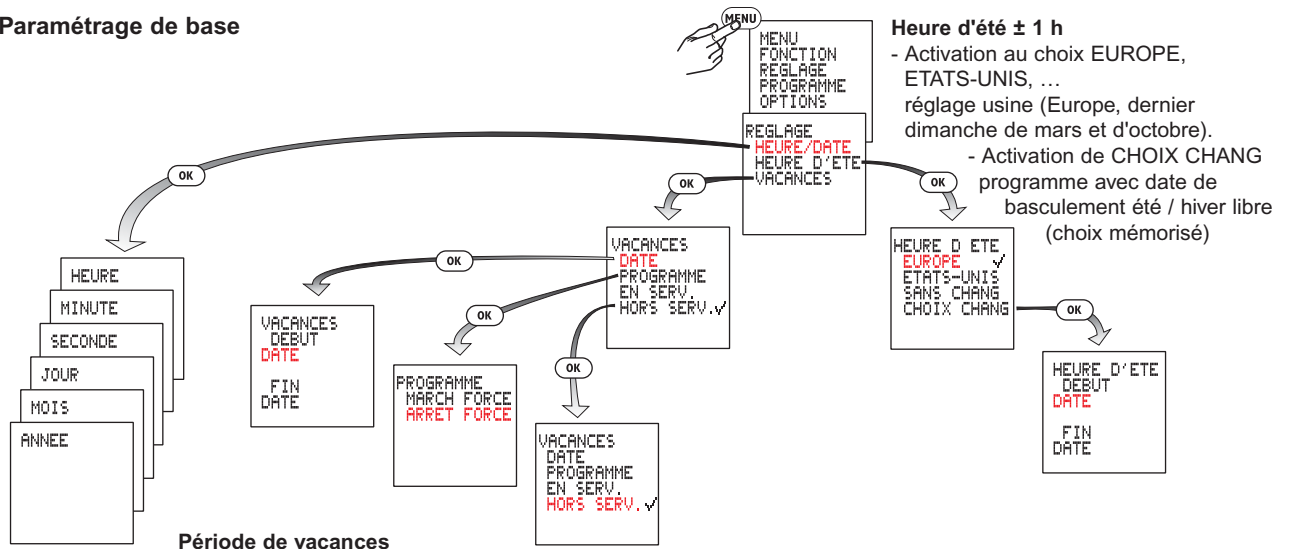 Paramétrage de base
MENU
MENU
FONCTION
REGLAGE
PROGRAMME
OPTIONS
REGLAGE
HEURE/DATE
HEURE D'ETE
VACANCES
Heure d'été ± 1 h
- Activation au choix EUROPE,
ETATS-UNIS, …
réglage usine (Europe, dernier
dimanche de mars et d'octobre).
- Activation de CHOIX CHANG
programme avec date de
basculement été / hiver libre
(choix mémorisé)
OK
OK
OK
HEURE
MINUTE
SECONDE
JOUR
MOIS
ANNEE
VACANCES
DATE
PROGRAMME
EN SERV.
HORS SERV.✓
OK
OK
OK
VACANCES
DEBUT
DATE
FIN
DATE
PROGRAMME
MARCH FORCE
ARRET FORCE
VACANCES
DATE
PROGRAMME
EN SERV.
HORS SERV.✓
HEURE D ETE
EUROPE ✓
ETATS-UNIS
SANS CHANG
CHOIX CHANG
OK
HEURE D'ETE
DEBUT
DATE
FIN
DATE
Période de vacances